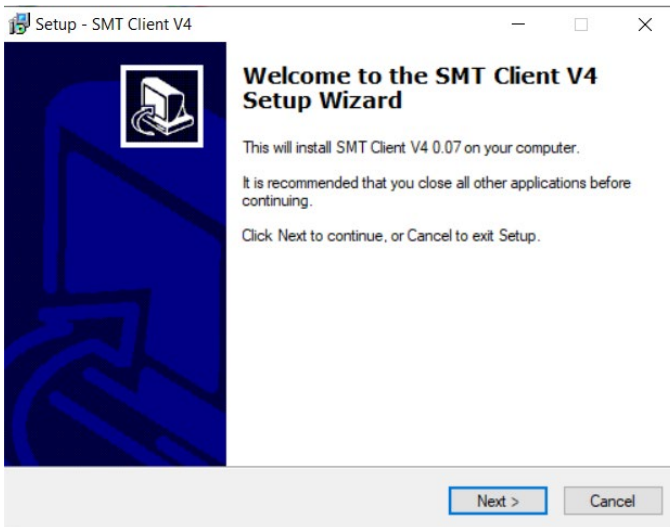 Setup - SMT Client V4
Welcome to the SMT Client V4
Setup Wizard
This will install SMT Client V4 0.07 on your computer.
It is recommended that you close all other applications before
continuing.
Click Next to continue, or Cancel to exit Setup.
Next >
Cancel